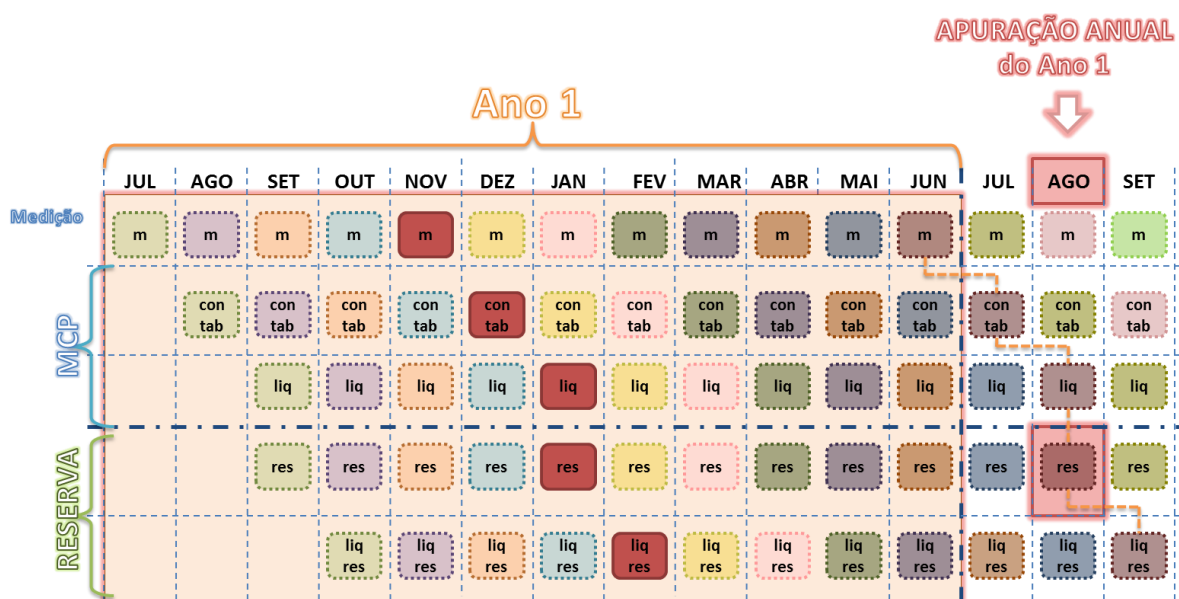 APURAÇÃO ANUAL
do Ano 1
Ano 1
JUL AGO SET OUT NOV DEZ JAN FEV MAR ABR MAI JUN JUL AGO SET
Medição
m m m m m m m m m m m m m m m
MCP
con con con con con con con con con con con con con con
tab tab tab tab tab tab tab tab tab tab tab tab tab tab
liq liq liq liq liq liq liq liq liq liq liq liq liq
RESERVA
res res res res res res res res res res res res res
liq liq liq liq liq liq liq liq liq liq liq liq
res res res res res res res res res res res res